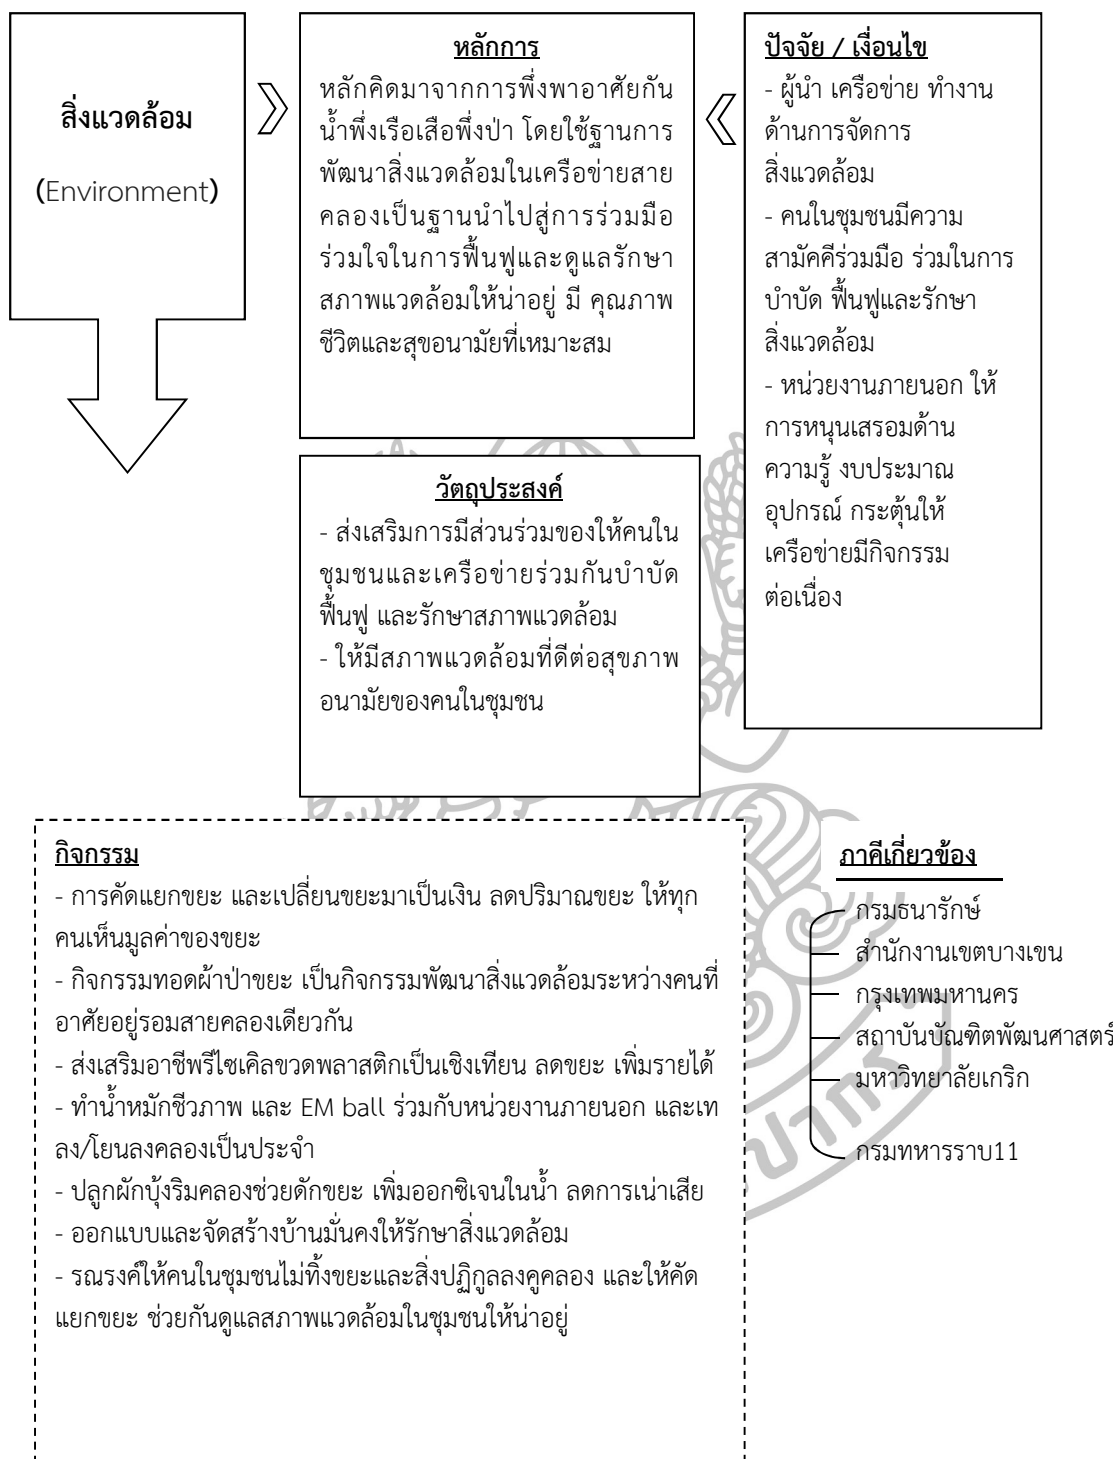 สิ่งแวดล้อม
(Environment)
หลักการ
หลักคิดมาจากการพึ่งพาอาศัยกัน
น้ำพึ่งเรือเสือพึ่งป่า โดยใช้ฐานการ
พัฒนาสิ่งแวดล้อมในเครือข่ายสาย
คลองเป็นฐานนำไปสู่การร่วมมือ
ร่วมใจในการฟื้นฟูและดูแลรักษา
สภาพแวดล้อมให้น่าอยู่ มี คุณภาพ
ชีวิตและสุขอนามัยที่เหมาะสม
ปัจจัย / เงื่อนไข
- ผู้นำ เครือข่าย ทำงาน
ด้านการจัดการ
สิ่งแวดล้อม
- คนในชุมชนมีความ
สามัคคีร่วมมือ ร่วมในการ
บำบัด ฟื้นฟูและรักษา
สิ่งแวดล้อม
- หน่วยงานภายนอก ให้
การหนุนเสรอมด้าน
ความรู้ งบประมาณ
อุปกรณ์ กระตุ้นให้
เครือข่ายมีกิจกรรม
ต่อเนื่อง
วัตถุประสงค์
- ส่งเสริมการมีส่วนร่วมของให้คนใน
ชุมชนและเครือข่ายร่วมกันบำบัด
ฟื้นฟู และรักษาสภาพแวดล้อม
- ให้มีสภาพแวดล้อมที่ดีต่อสุขภาพ
อนามัยของคนในชุมชน
กิจกรรม
- การคัดแยกขยะ และเปลี่ยนขยะมาเป็นเงิน ลดปริมาณขยะ ให้ทุก
คนเห็นมูลค่าของขยะ
- กิจกรรมทอดผ้าป่าขยะ เป็นกิจกรรมพัฒนาสิ่งแวดล้อมระหว่างคนที่
อาศัยอยู่รอมสายคลองเดียวกัน
- ส่งเสริมอาชีพรีไซเคิลขวดพลาสติกเป็นเชิงเทียน ลดขยะ เพิ่มรายได้
- ทำน้ำหมักชีวภาพ และ EM ball ร่วมกับหน่วยงานภายนอก และเท
ลง/โยนลงคลองเป็นประจำ
- ปลูกผักบุ้งริมคลองช่วยดักขยะ เพิ่มออกซิเจนในน้ำ ลดการเน่าเสีย
- ออกแบบและจัดสร้างบ้านมั่นคงให้รักษาสิ่งแวดล้อม
- รณรงค์ให้คนในชุมชนไม่ทิ้งขยะและสิ่งปฏิกูลลงคูคลอง และให้คัด
แยกขยะ ช่วยกันดูแลสภาพแวดล้อมในชุมชนให้น่าอยู่
ภาคีเกี่ยวข้อง
กรมธนารักษ์
สำนักงานเขตบางเขน
กรุงเทพมหานคร
สถาบันบัณฑิตพัฒนศาสตร์
มหาวิทยาลัยเกริก
กรมทหารราบ11